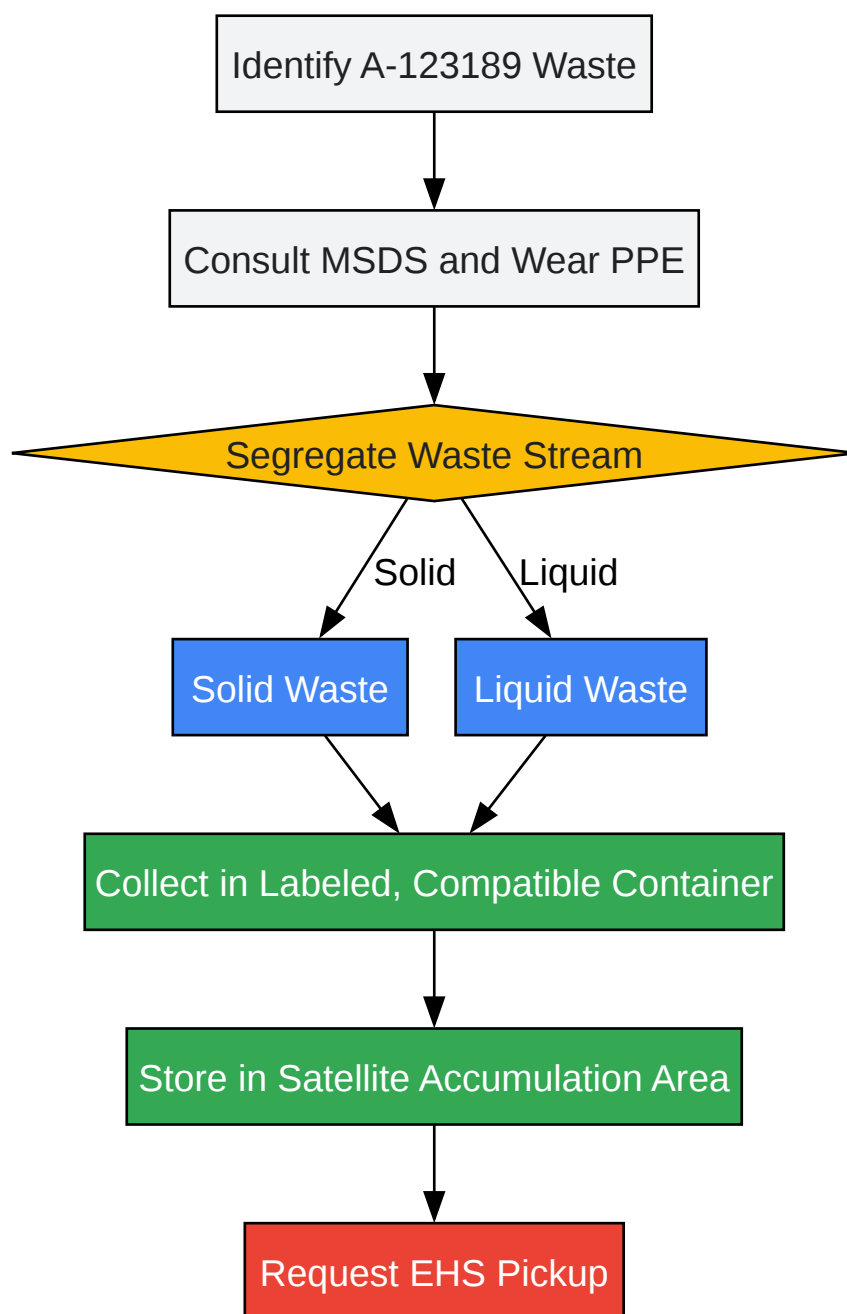 Identify A-123189 Waste
Consult MSDS and Wear PPE
Segregate Waste Stream
Solid
Liquid
Solid Waste
Liquid Waste
Collect in Labeled, Compatible Container
Store in Satellite Accumulation Area
Request EHS Pickup